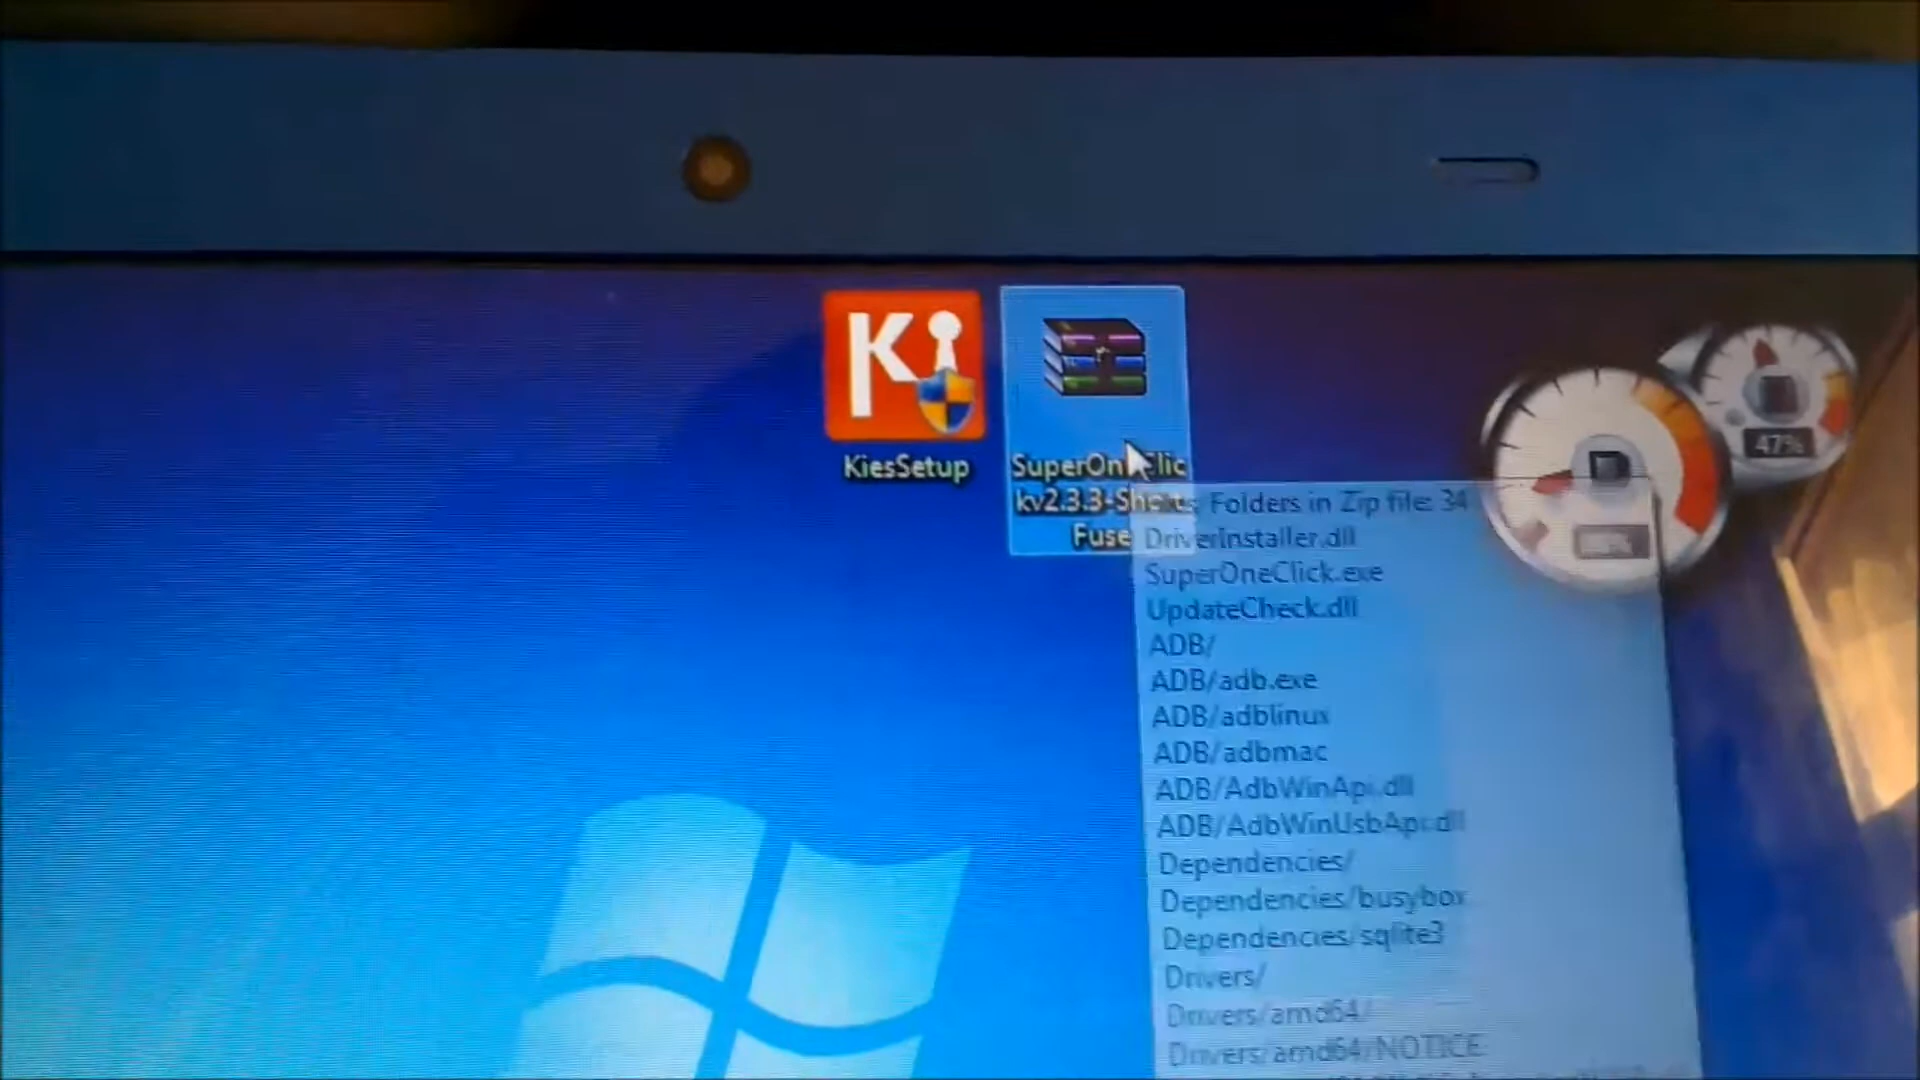 Ki
KiesSetup
SuperOn lic
kv2.3.3-Sho
Fuse
Folders in Zip file: 34
DriverInstaller.dll
SuperOneClick.exe
UpdateCheck.dll
ADB/
ADB/adb.exe
ADB/adblinux
ADB/adbmac
ADB/AdbWinApi.dll
ADB/AdbWinUsbApi.dll
Dependencies/
Dependencies/busybox
Dependencies/sqlite3
Drivers/
Drivers/amd64/
Drivers/amd64/NOTICE
47%